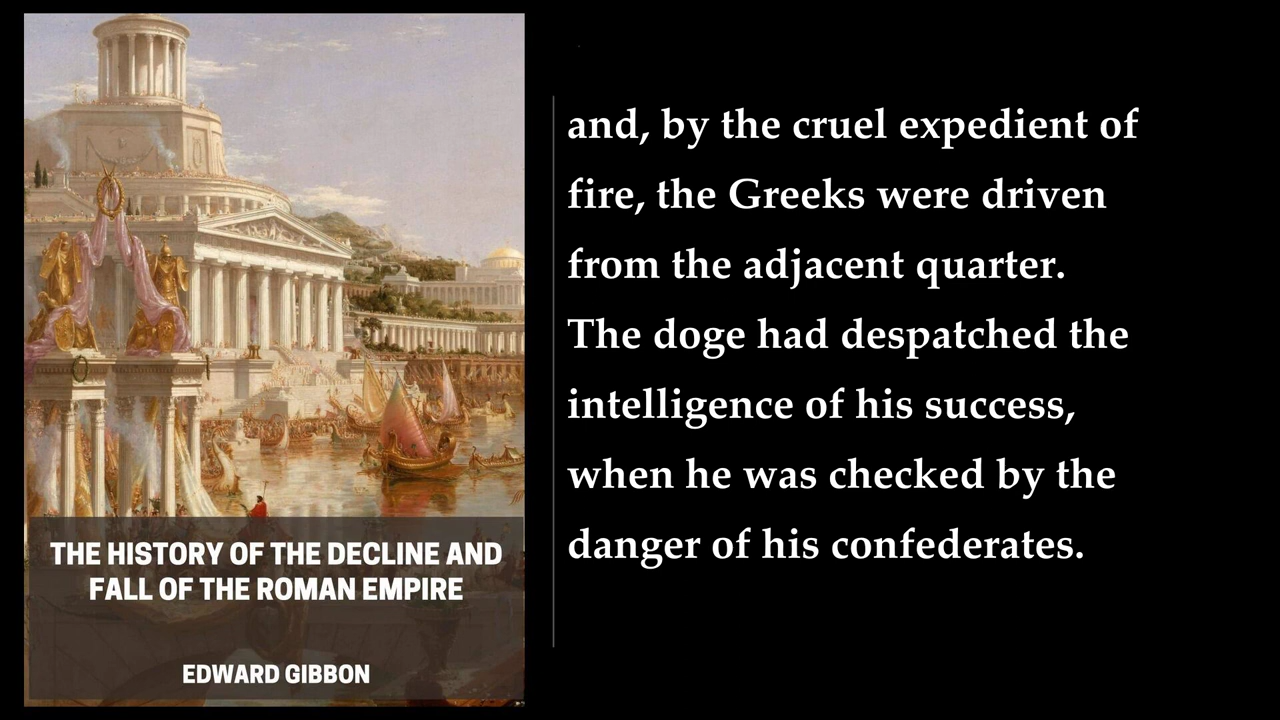 THE HISTORY OF THE DECLINE AND
FALL OF THE ROMAN EMPIRE
EDWARD GIBBON
and, by the cruel expedient of
fire, the Greeks were driven
from the adjacent quarter.
The doge had despatched the
intelligence of his success,
when he was checked by the
danger of his confederates.